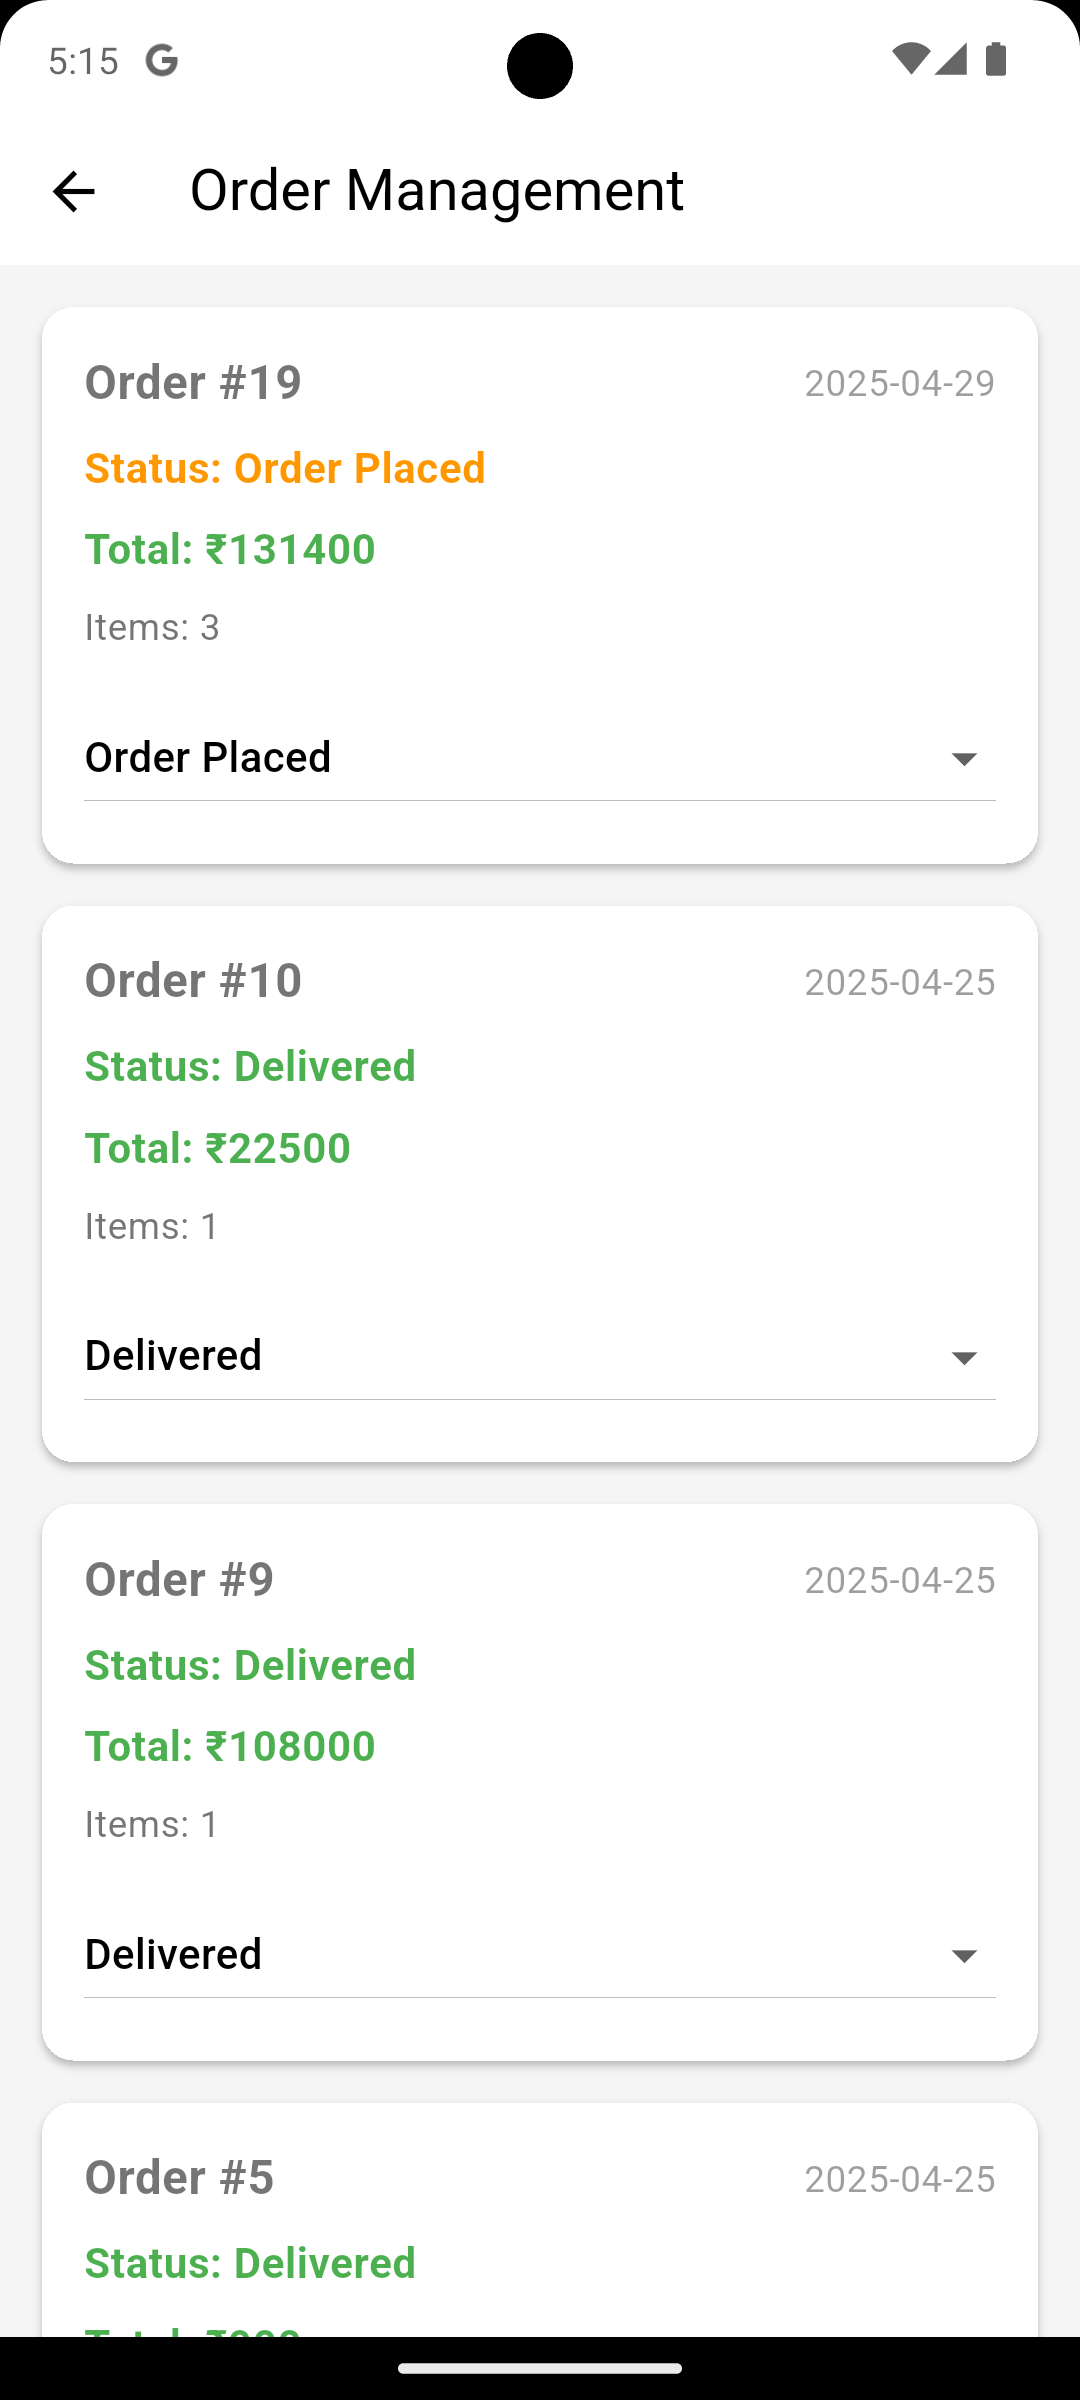 5:15
Order Management
Order #19 2025-04-29
Status: Order Placed
Total: ₹131400
Items: 3
Order Placed
Order #10 2025-04-25
Status: Delivered
Total: ₹22500
Items: 1
Delivered
Order #9 2025-04-25
Status: Delivered
Total: ₹108000
Items: 1
Delivered
Order #5 2025-04-25
Status: Delivered
Total: